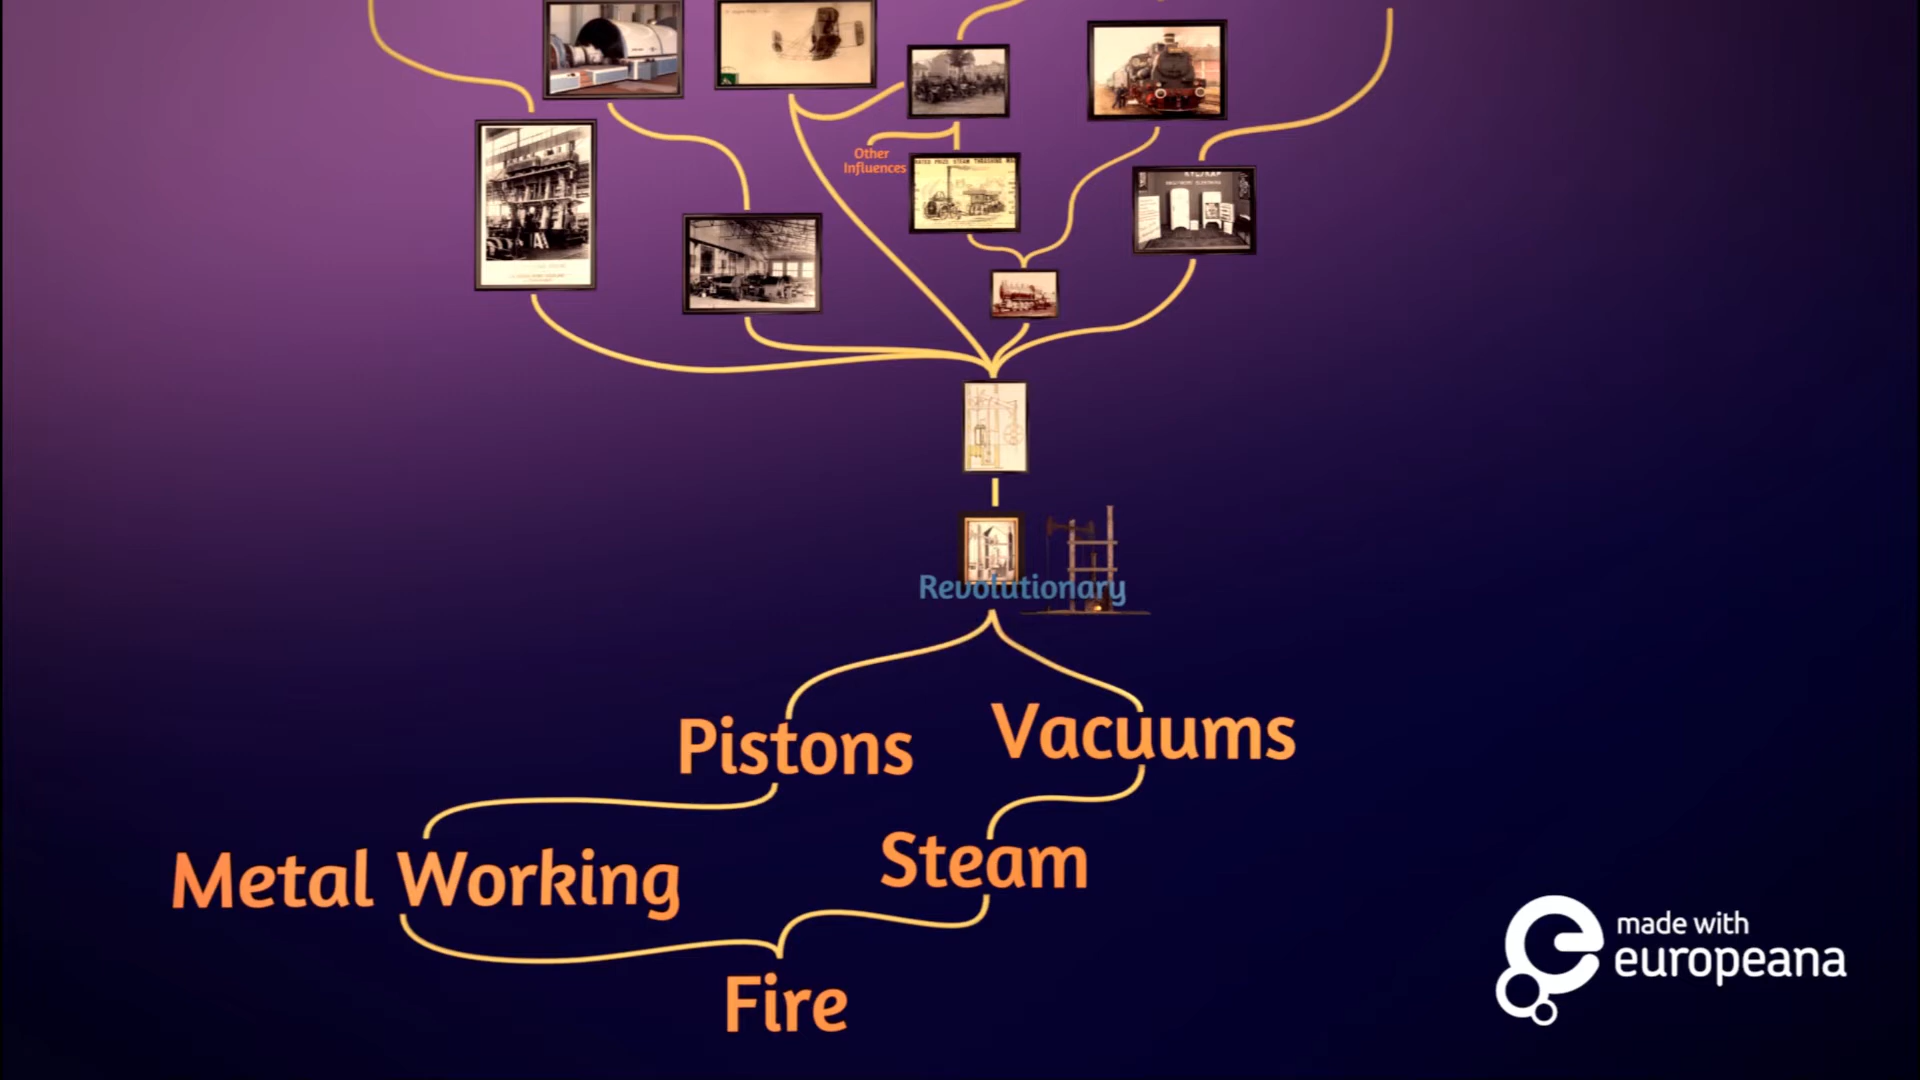 Other
Influences
Revolutionary
Pistons
Vacuums
Metal Working
Steam
Fire
made with
europeana